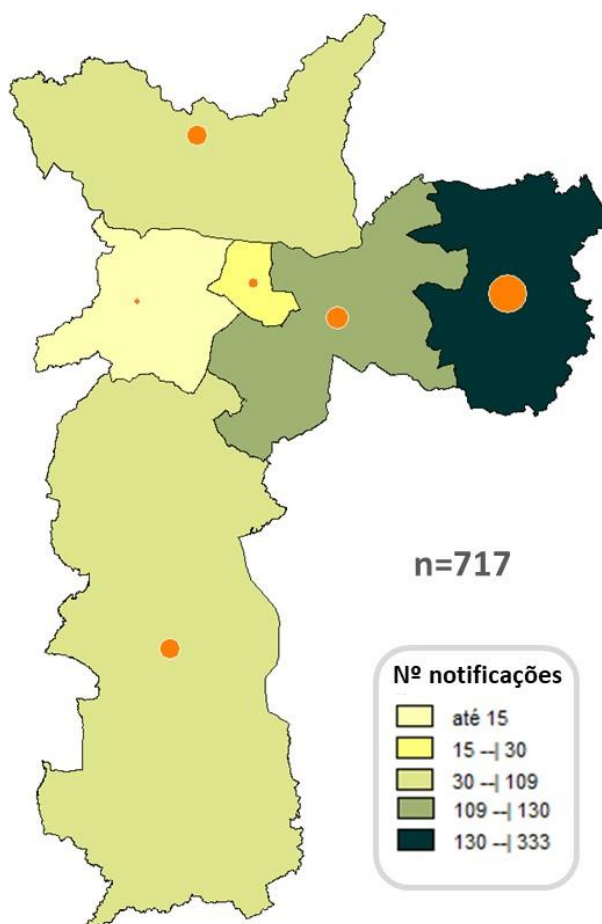 n=717
Nº notificações
até 15
15 --| 30
30 --| 109
109 --| 130
130 --| 333